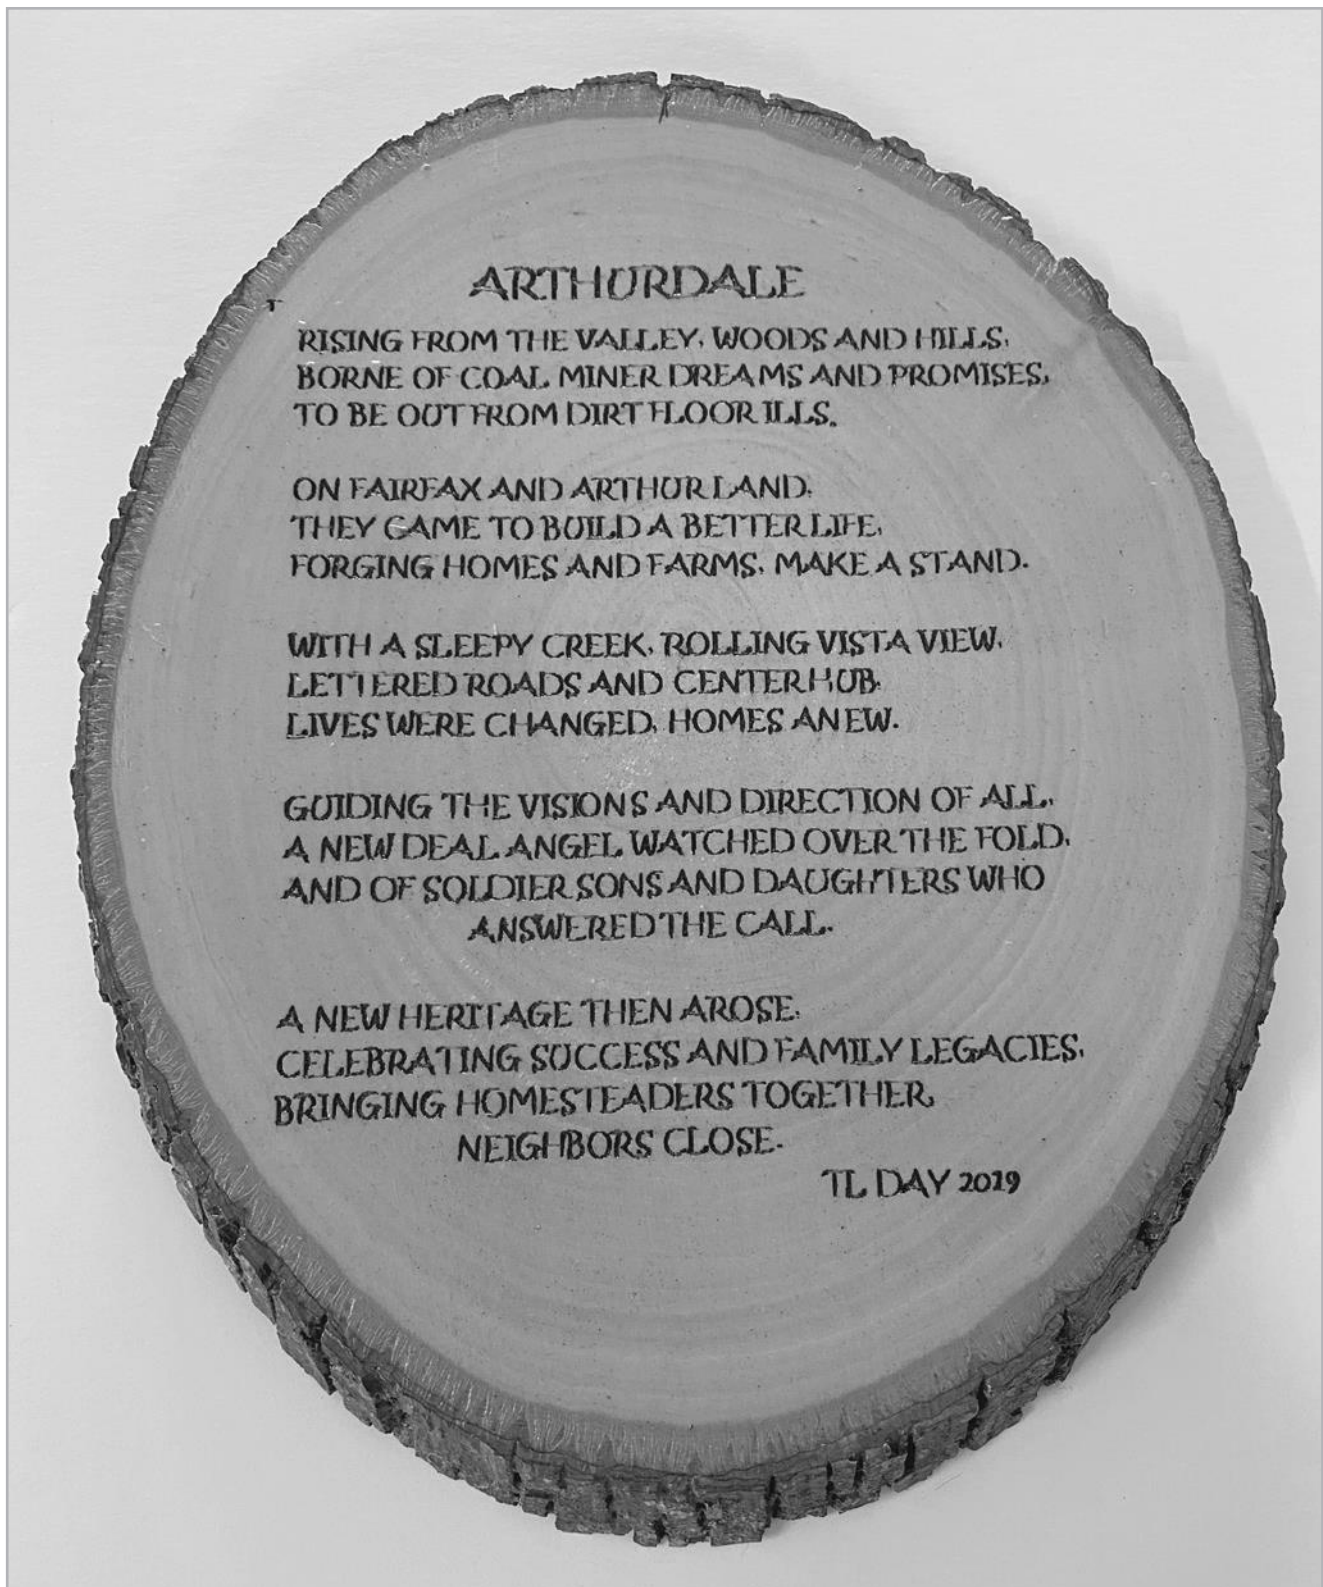 ARTHURDALE
RISING FROM THE VALLEY, WOODS AND HILLS,
BORNE OF COAL MINER DREAMS AND PROMISES,
TO BE OUT FROM DIRT FLOOR ILLS.
ON FAIRFAX AND ARTHUR LAND,
THEY CAME TO BUILD A BETTER LIFE,
FORGING HOMES AND FARMS, MAKE A STAND.
WITH A SLEEPY CREEK, ROLLING VISTA VIEW,
LETTERED ROADS AND CENTER HUB,
LIVES WERE CHANGED, HOMES ANEW.
GUIDING THE VISIONS AND DIRECTION OF ALL,
A NEW DEAL ANGEL WATCHED OVER THE FOLD,
AND OF SOLDIER SONS AND DAUGHTERS WHO
ANSWERED THE CALL.
A NEW HERITAGE THEN AROSE,
CELEBRATING SUCCESS AND FAMILY LEGACIES,
BRINGING HOMESTEADERS TOGETHER,
NEIGHBORS CLOSE.
TL DAY 2019